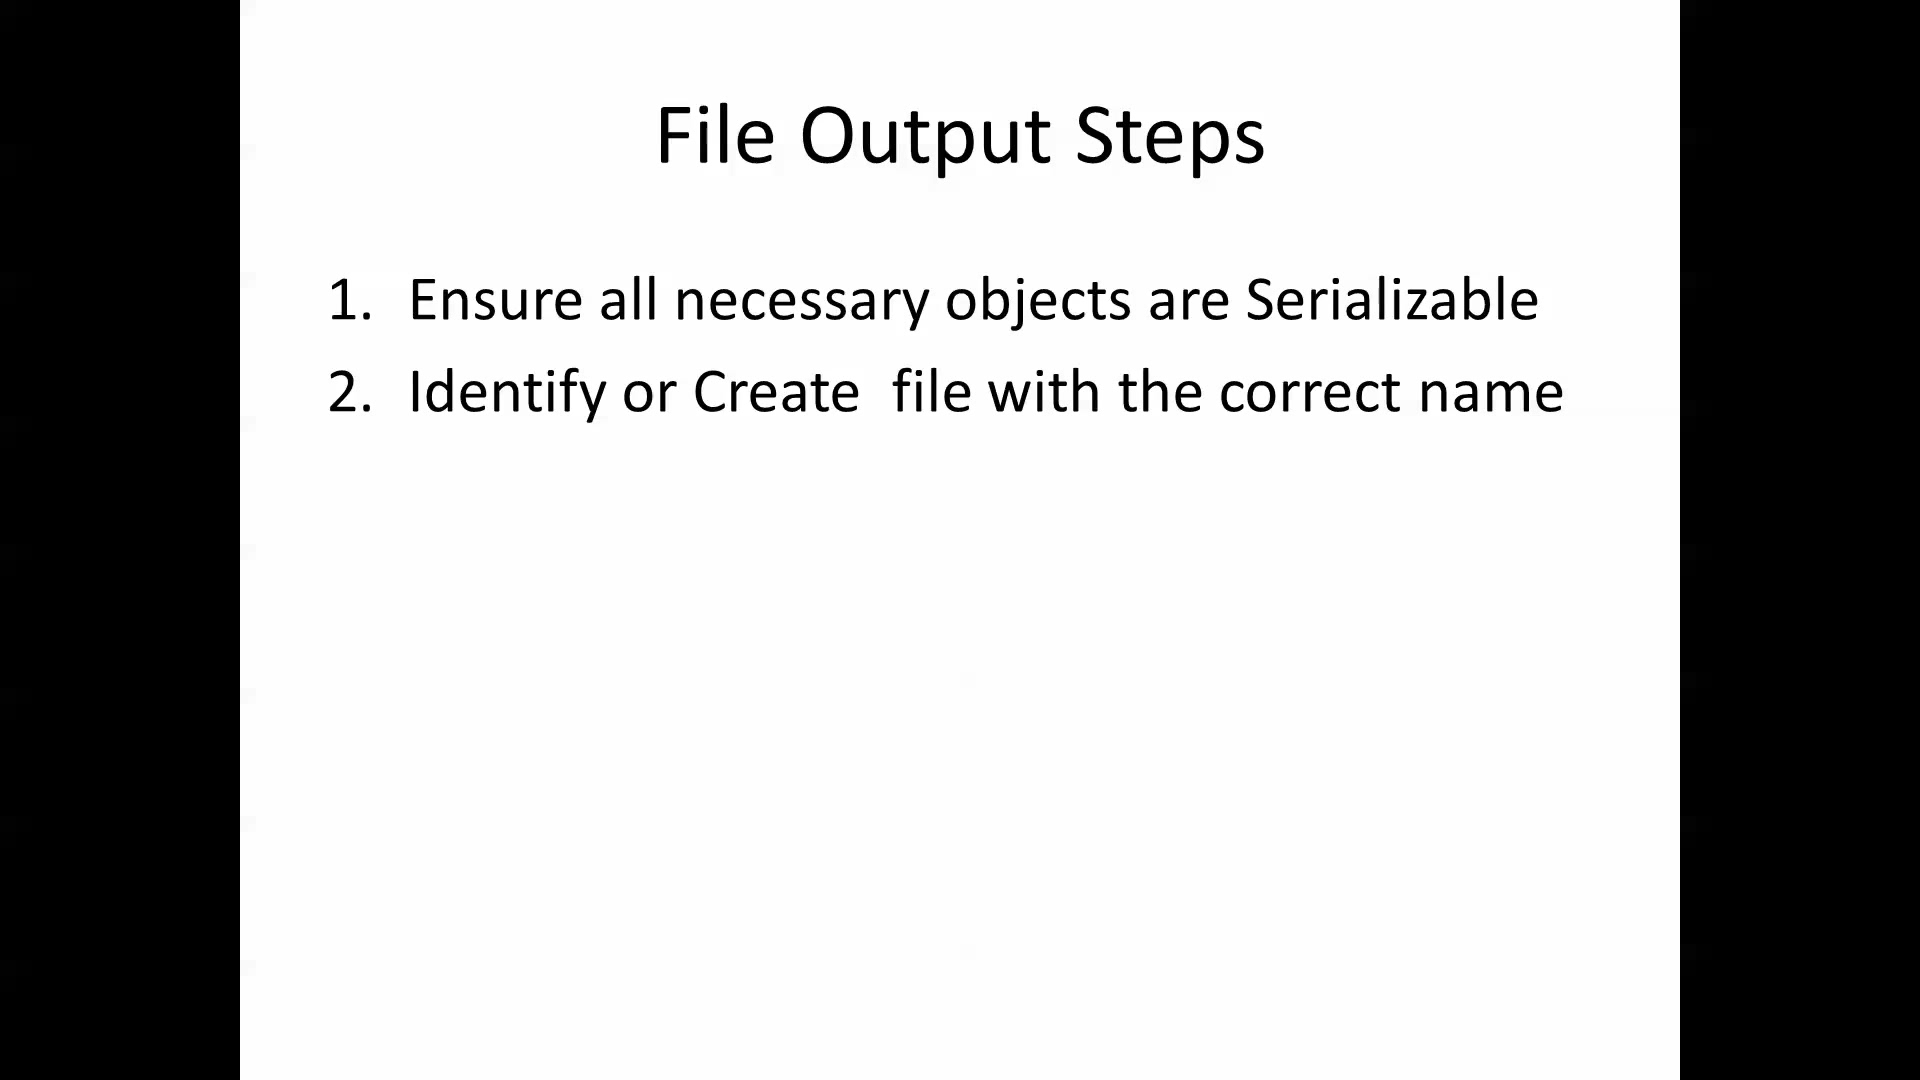 File Output Steps
1. Ensure all necessary objects are Serializable
2. Identify or Create  file with the correct name